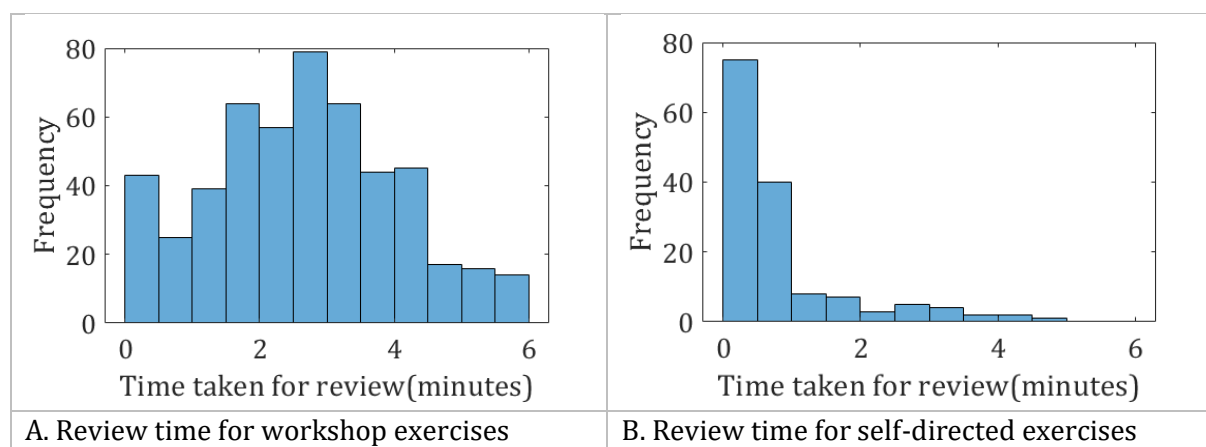 80
60
40
20
0
Frequency
0 2 4 6
Time taken for review(minutes)
A. Review time for workshop exercises
80
60
40
20
0
Frequency
0 2 4 6
Time taken for review(minutes)
B. Review time for self-directed exercises